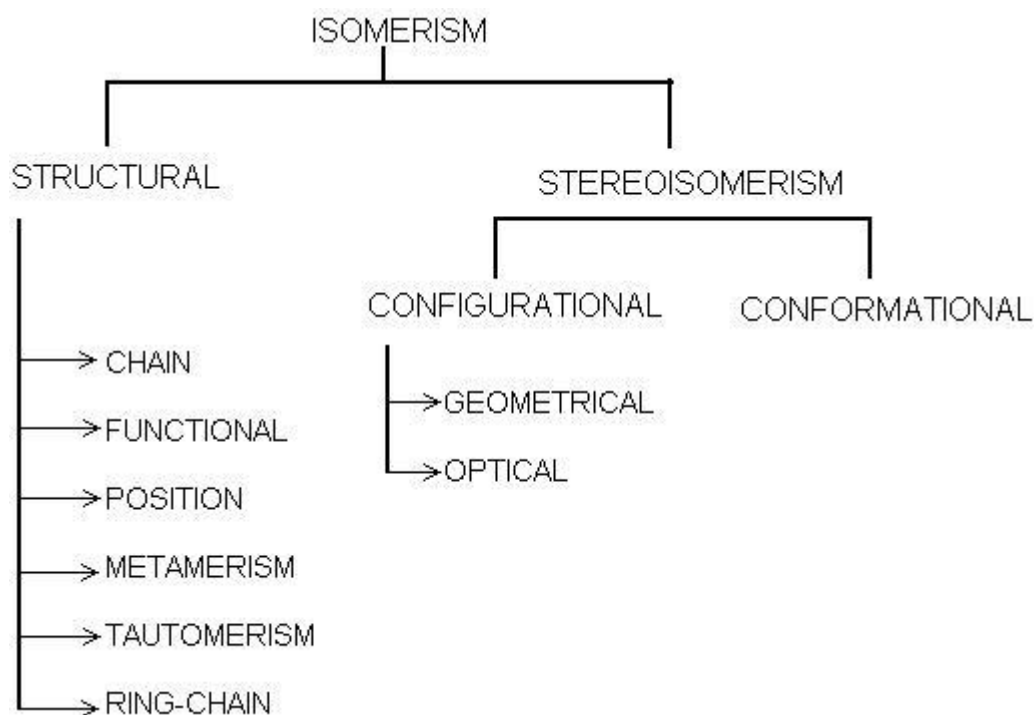 ISOMERISM
STRUCTURAL
STEREOISOMERISM
CONFIGURATIONAL
CONFORMATIONAL
CHAIN
FUNCTIONAL
POSITION
METAMERISM
TAUTOMERISM
RING-CHAIN
GEOMETRICAL
OPTICAL